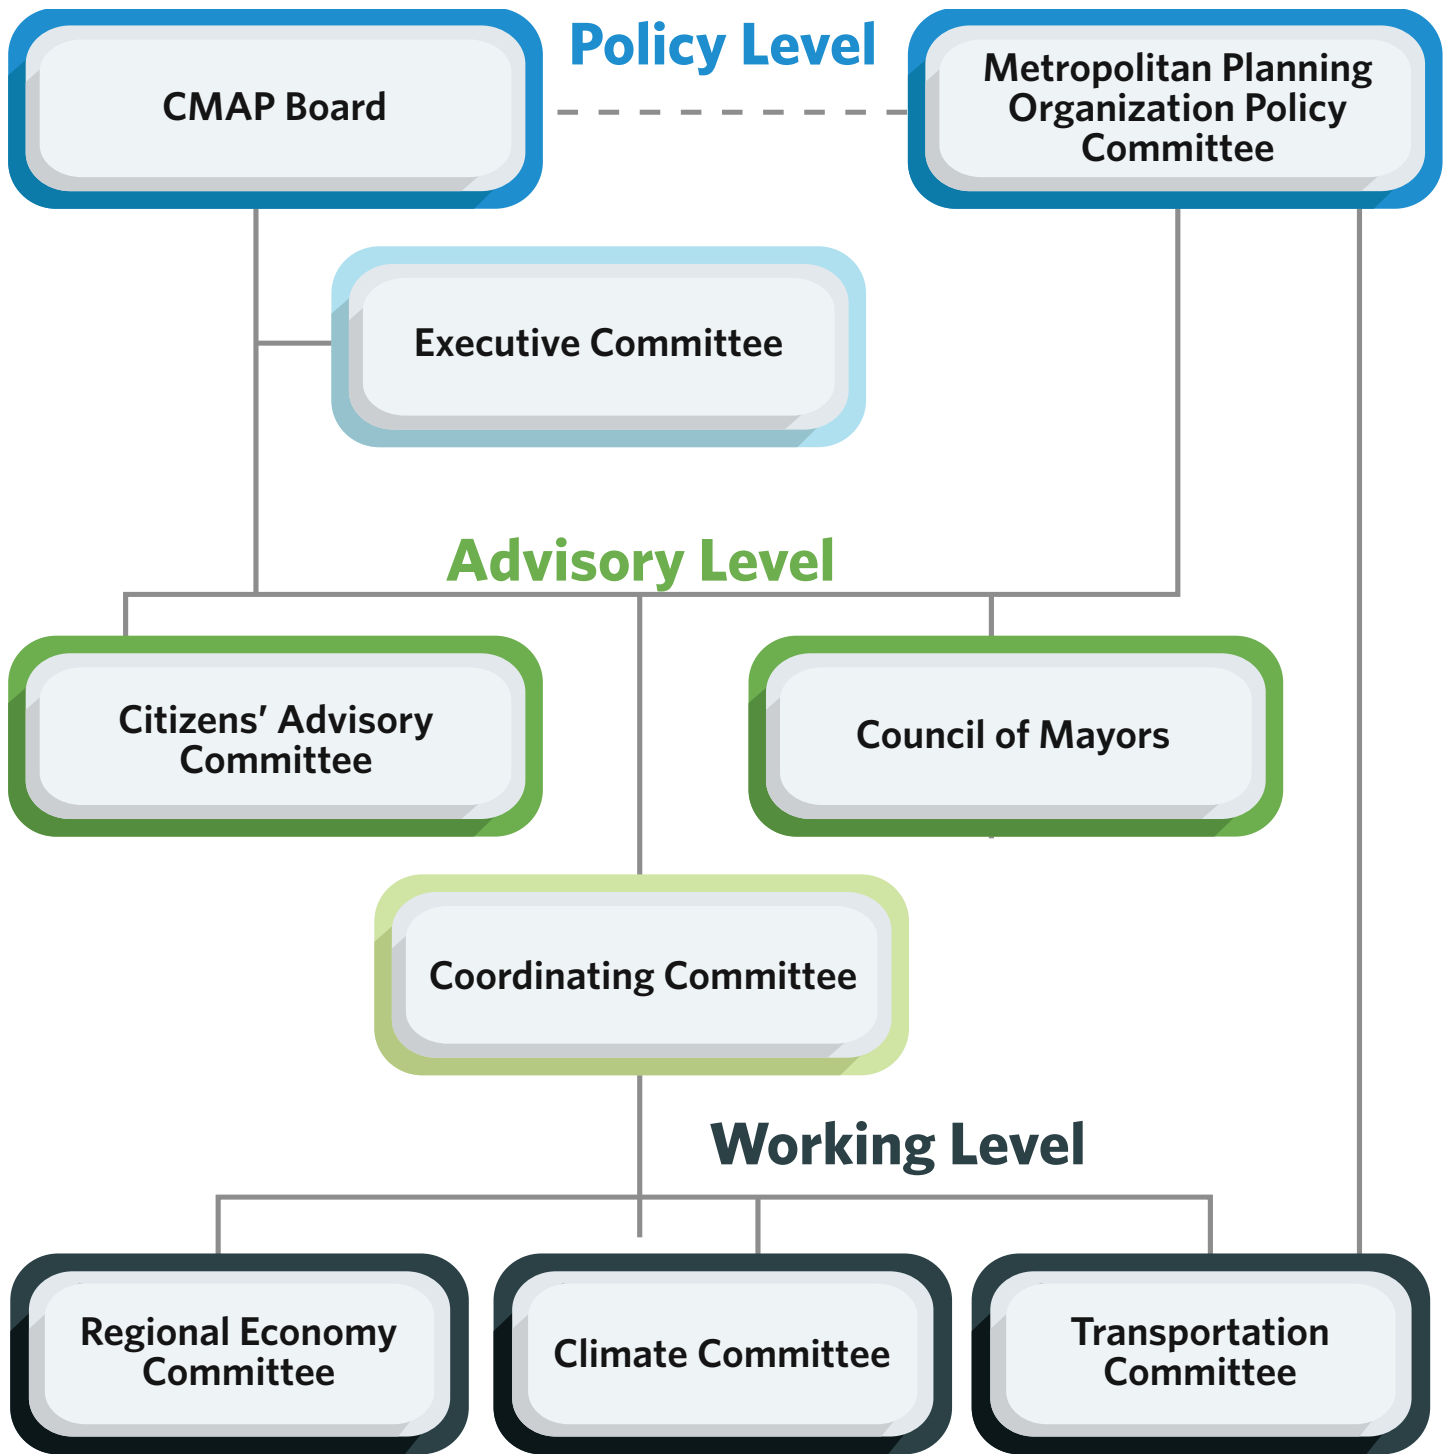 Policy Level
CMAP Board
Metropolitan Planning
Organization Policy
Committee
Executive Committee
Advisory Level
Citizens’ Advisory
Committee
Council of Mayors
Coordinating Committee
Working Level
Regional Economy
Committee
Climate Committee
Transportation
Committee